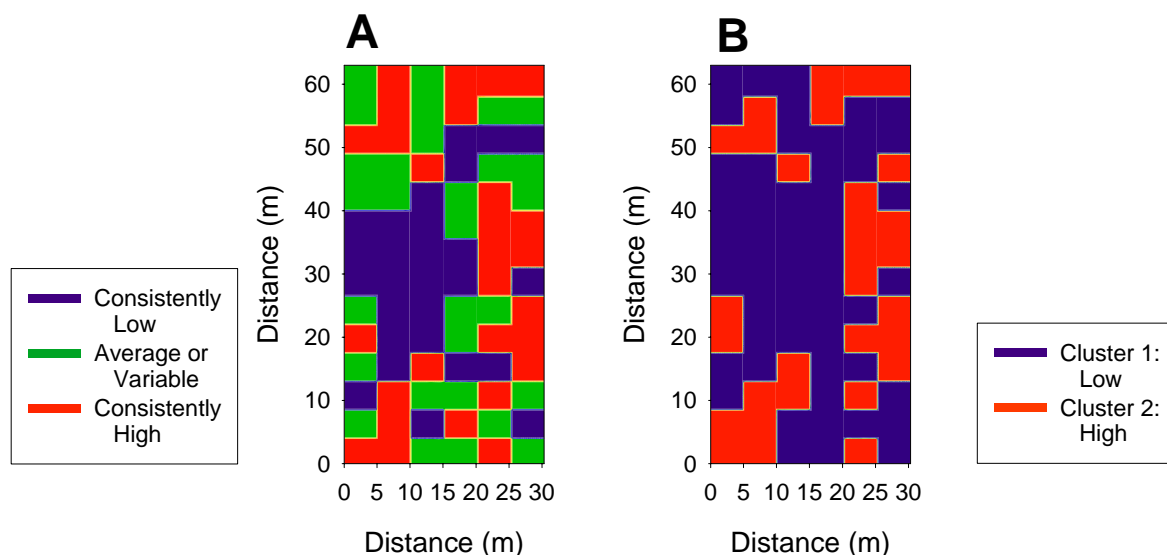 A
B
60
50
40
30
20
10
0
Distance (m)
0 5 10 15 20 25 30
Distance (m)
60
50
40
30
20
10
0
Distance (m)
0 5 10 15 20 25 30
Distance (m)
Consistently
Low
Average or
Variable
Consistently
High
Cluster 1:
Low
Cluster 2:
High